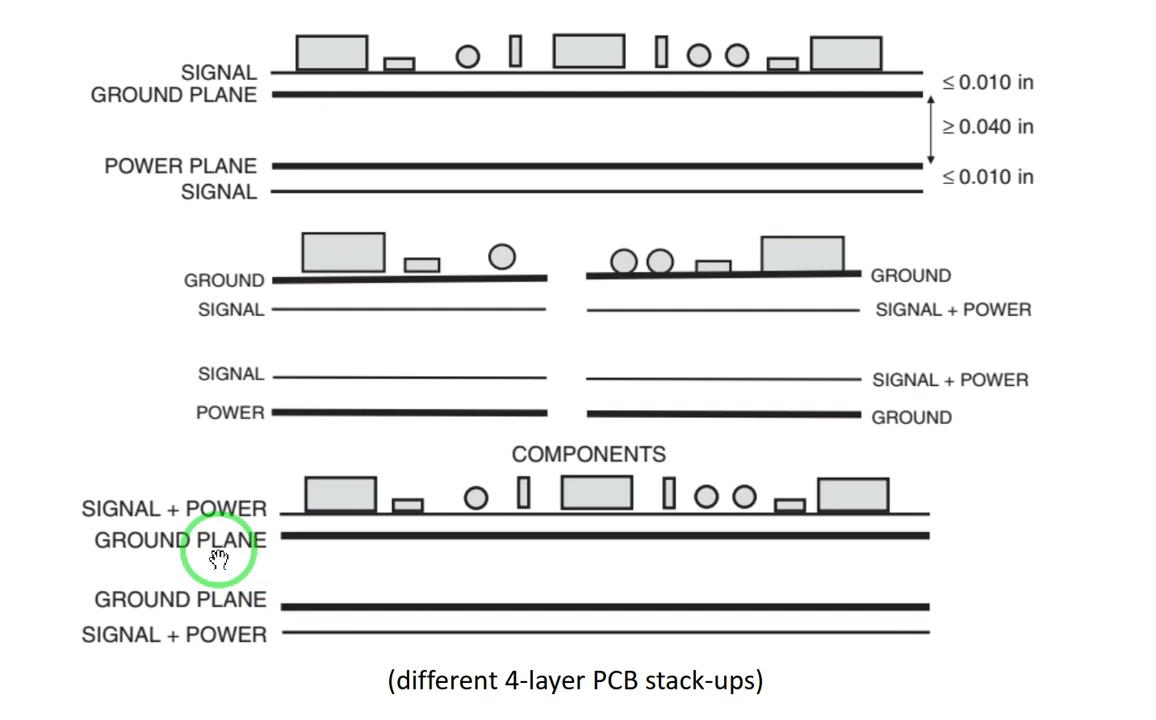 SIGNAL
≤ 0.010 in
GROUND PLANE
≥ 0.040 in
POWER PLANE
≤ 0.010 in
SIGNAL
GROUND
GROUND
SIGNAL
SIGNAL + POWER
SIGNAL
SIGNAL + POWER
POWER
GROUND
COMPONENTS
SIGNAL + POWER
GROUND PLANE
GROUND PLANE
SIGNAL + POWER
(different 4-layer PCB stack-ups)